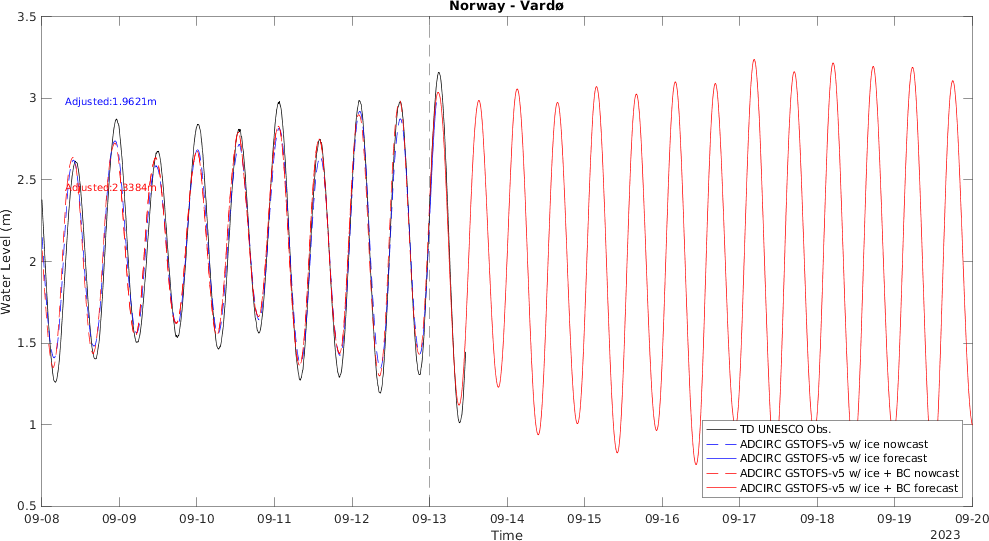 Norway - Vardø
3.5
3
2.5
2
1.5
1
0.5
Water Level (m)
Adjusted:1.9621m
Adjusted:2.3384m
TD UNESCO Obs.
ADCIRC GSTOFS-v5 w/ ice nowcast
ADCIRC GSTOFS-v5 w/ ice forecast
ADCIRC GSTOFS-v5 w/ ice + BC nowcast
ADCIRC GSTOFS-v5 w/ ice + BC forecast
09-08 09-09 09-10 09-11 09-12 09-13 09-14 09-15 09-16 09-17 09-18 09-19 09-20
Time
2023